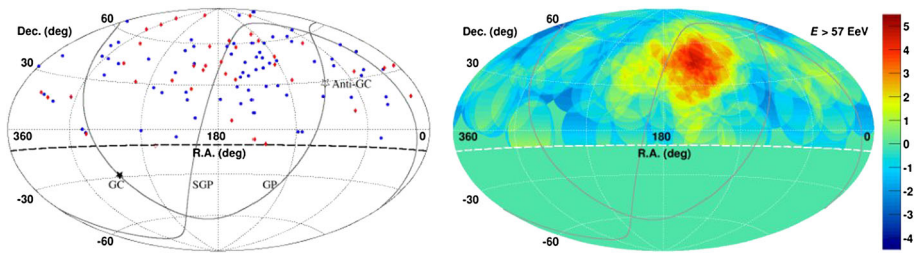 60
Dec. (deg)
30
Anti-GC
360
180
0
R.A. (deg)
GC
SGP
GP
-30
-60
60
Dec. (deg)
E > 57 EeV
30
360
180
0
R.A. (deg)
-30
-60
5
4
3
2
1
0
-1
-2
-3
-4